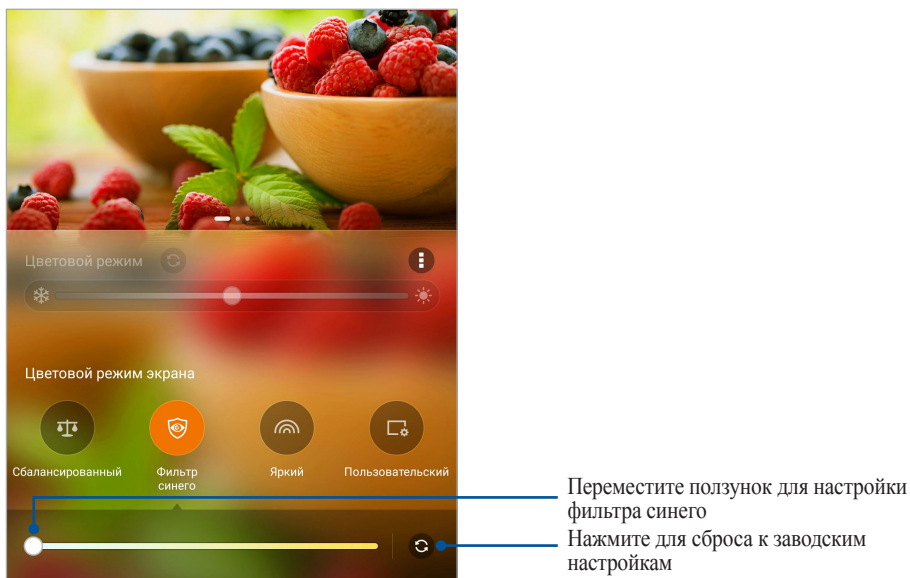 Цветовой режим
Цветовой режим экрана
Сбалансированный
Фильтр
синего
Яркий
Пользовательский
Переместите ползунок для настройки
фильтра синего
Нажмите для сброса к заводским
настройкам